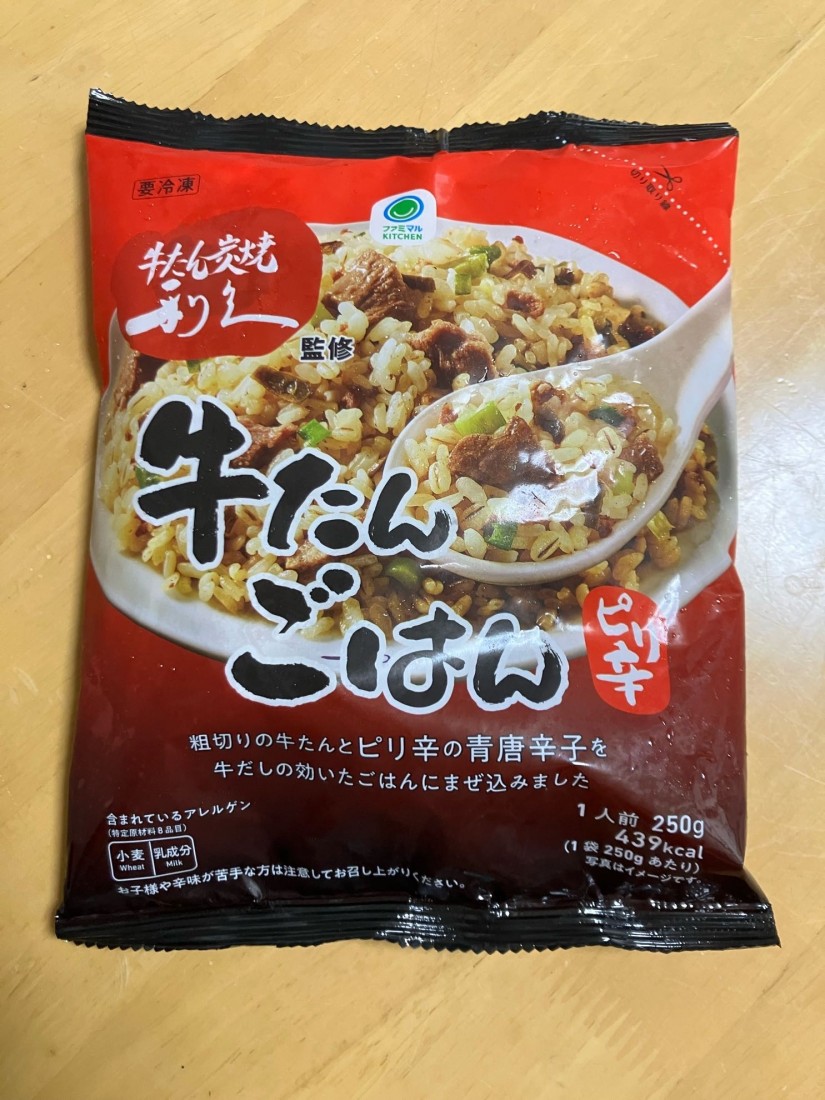 要冷凍
切り取り線
ファミマル
KITCHEN
牛たん炭焼
利久
監修
牛たん
ごはん
ピリ辛
粗切りの牛たんとピリ辛の青唐辛子を
牛だしの効いたごはんにまぜ込みました
含まれているアレルゲン
(特定原材料8品目)
小麦 乳成分
Wheat Milk
1人前 250g
439kcal
(1袋250gあたり)
写真はイメージです。
お子様や辛味が苦手な方は注意してお召し上がりください。